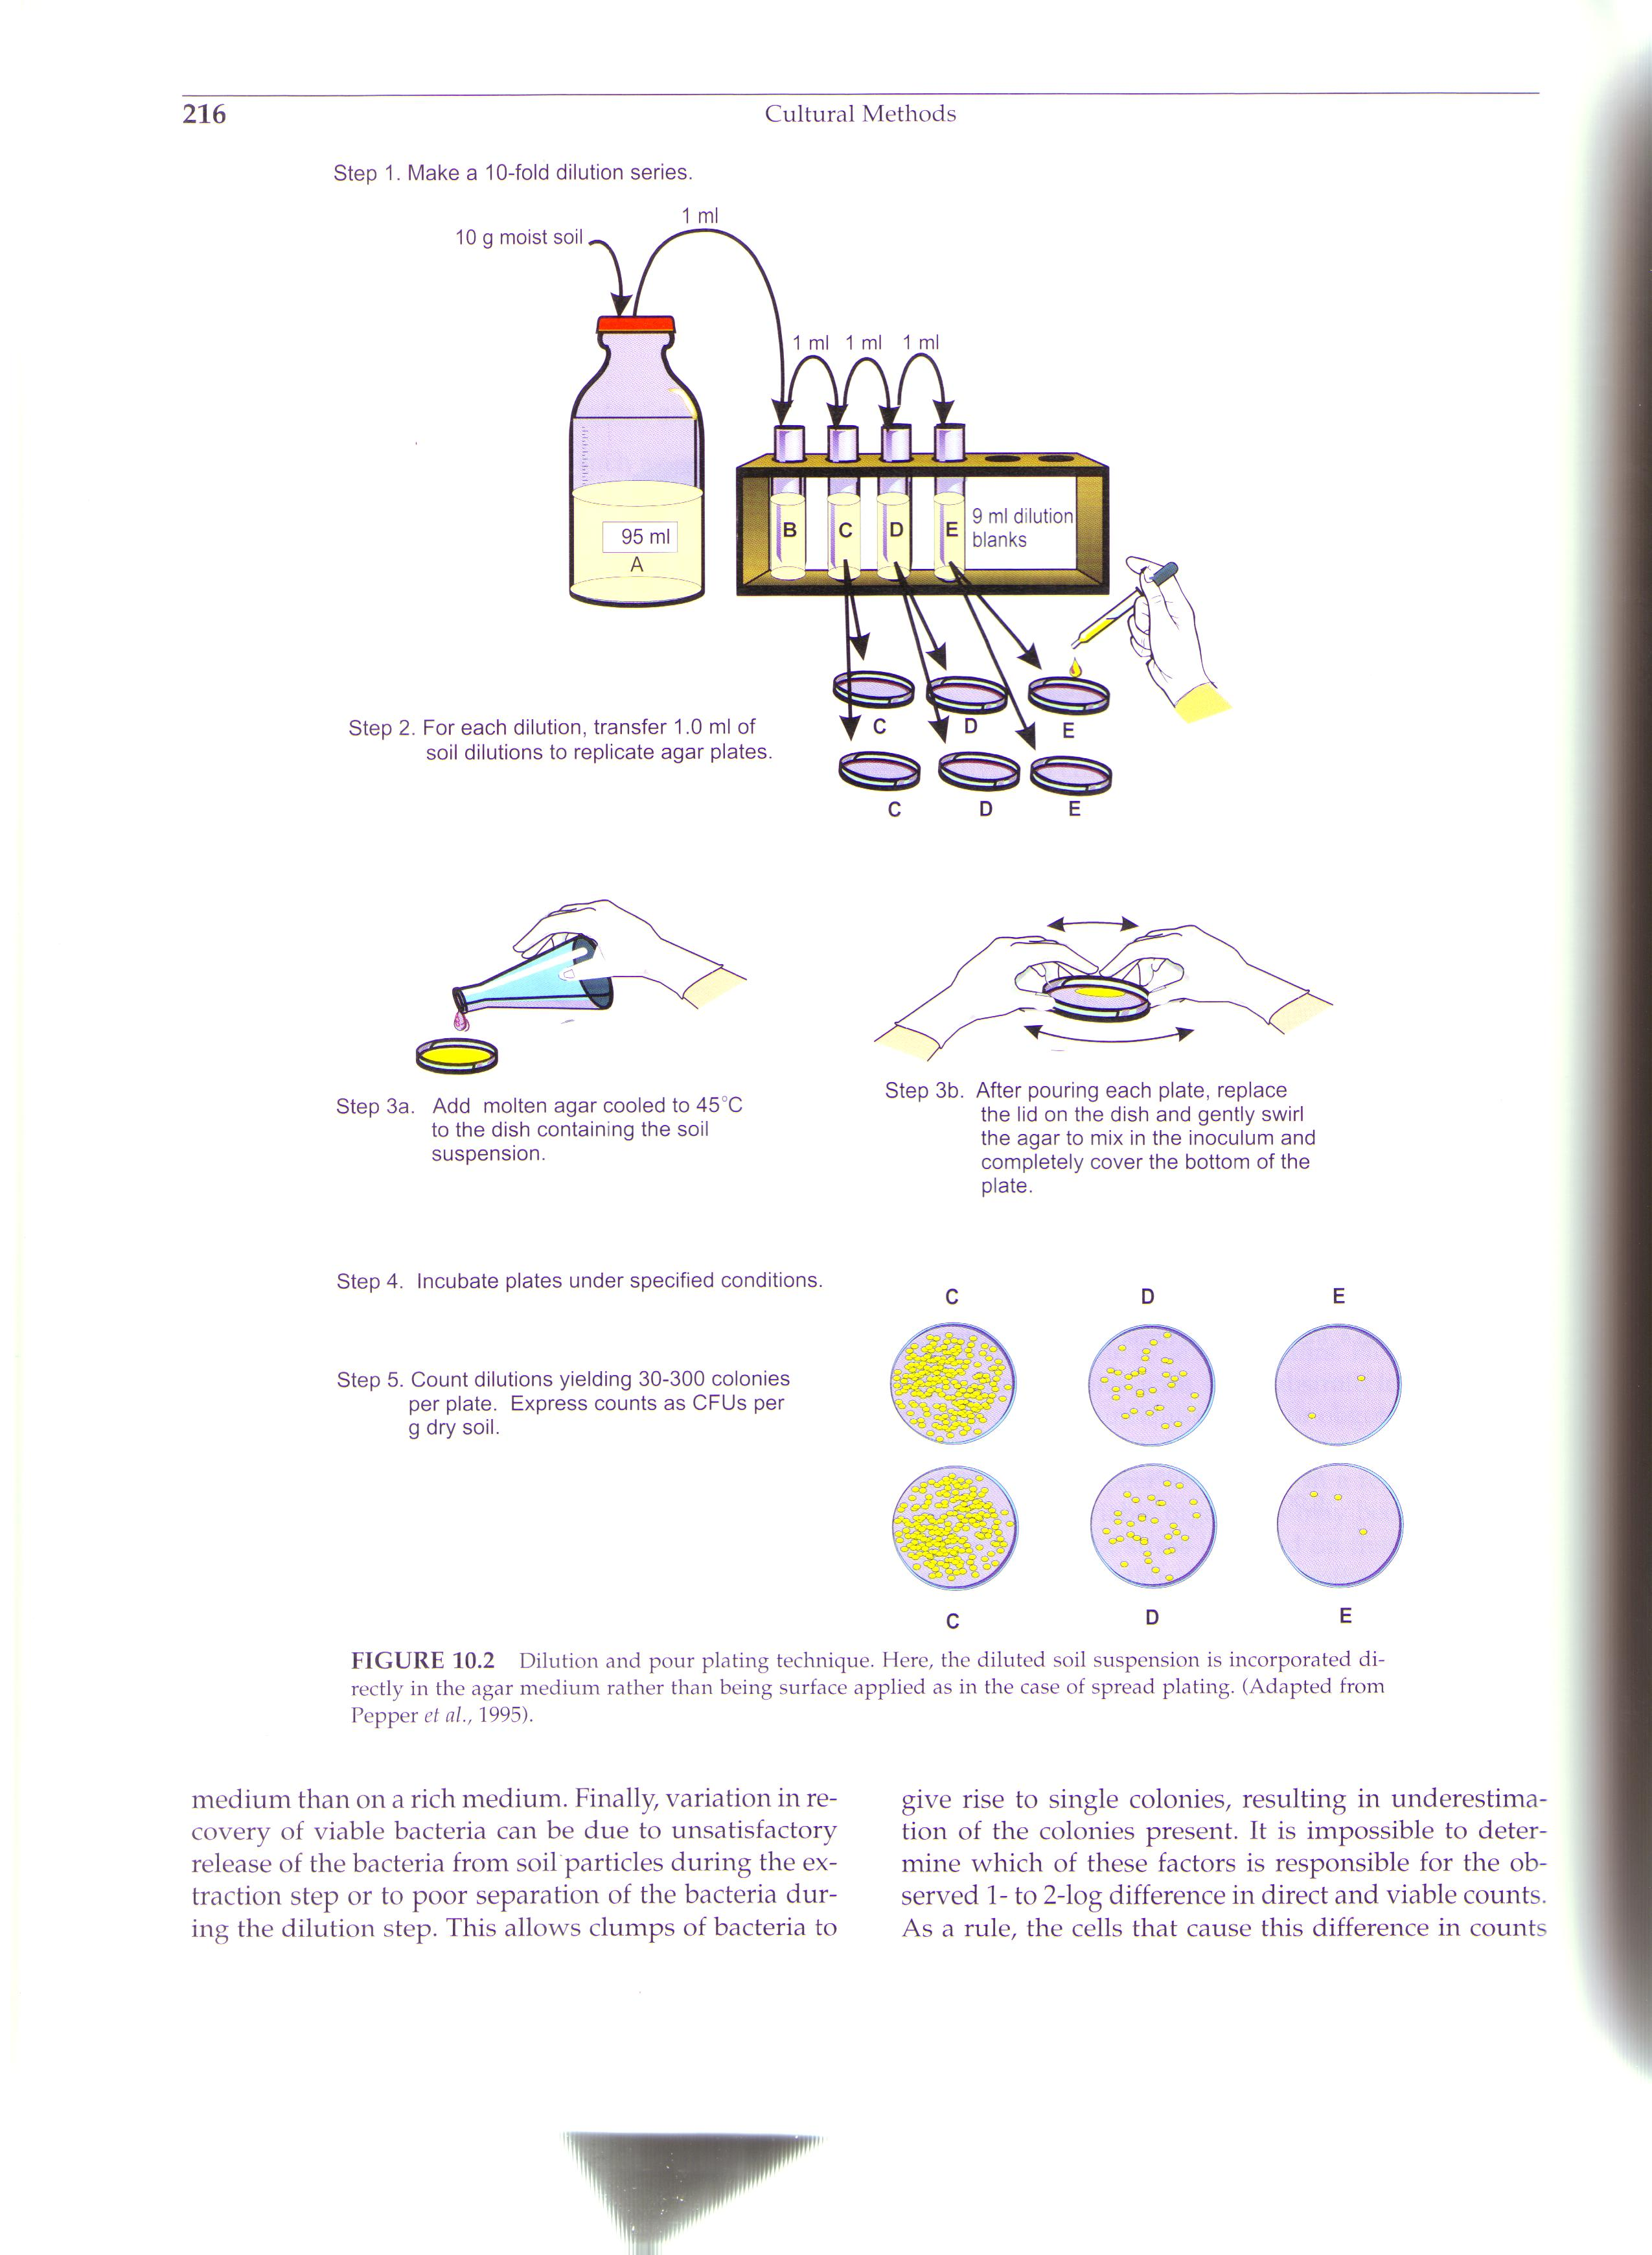 216
Cultural Methods
Step 1. Make a 10-fold dilution series.
1 ml
10 g moist soil
1 ml 1 ml 1 ml
95 ml
A
B C D E
9 ml dilution
blanks
Step 2. For each dilution, transfer 1.0 ml of
soil dilutions to replicate agar plates.
C D E
C D E
Step 3a. Add molten agar cooled to 45°C
to the dish containing the soil
suspension.
Step 3b. After pouring each plate, replace
the lid on the dish and gently swirl
the agar to mix in the inoculum and
completely cover the bottom of the
plate.
Step 4. Incubate plates under specified conditions.
Step 5. Count dilutions yielding 30-300 colonies
per plate. Express counts as CFUs per
g dry soil.
C D E
C D E
FIGURE 10.2 Dilution and pour plating technique. Here, the diluted soil suspension is incorporated di-
rectly in the agar medium rather than being surface applied as in the case of spread plating. (Adapted from
Pepper et al., 1995).
medium than on a rich medium. Finally, variation in re-
covery of viable bacteria can be due to unsatisfactory
release of the bacteria from soil particles during the ex-
traction step or to poor separation of the bacteria dur-
ing the dilution step. This allows clumps of bacteria to
give rise to single colonies, resulting in underestima-
tion of the colonies present. It is impossible to deter-
mine which of these factors is responsible for the ob-
served 1- to 2-log difference in direct and viable counts.
As a rule, the cells that cause this difference in counts